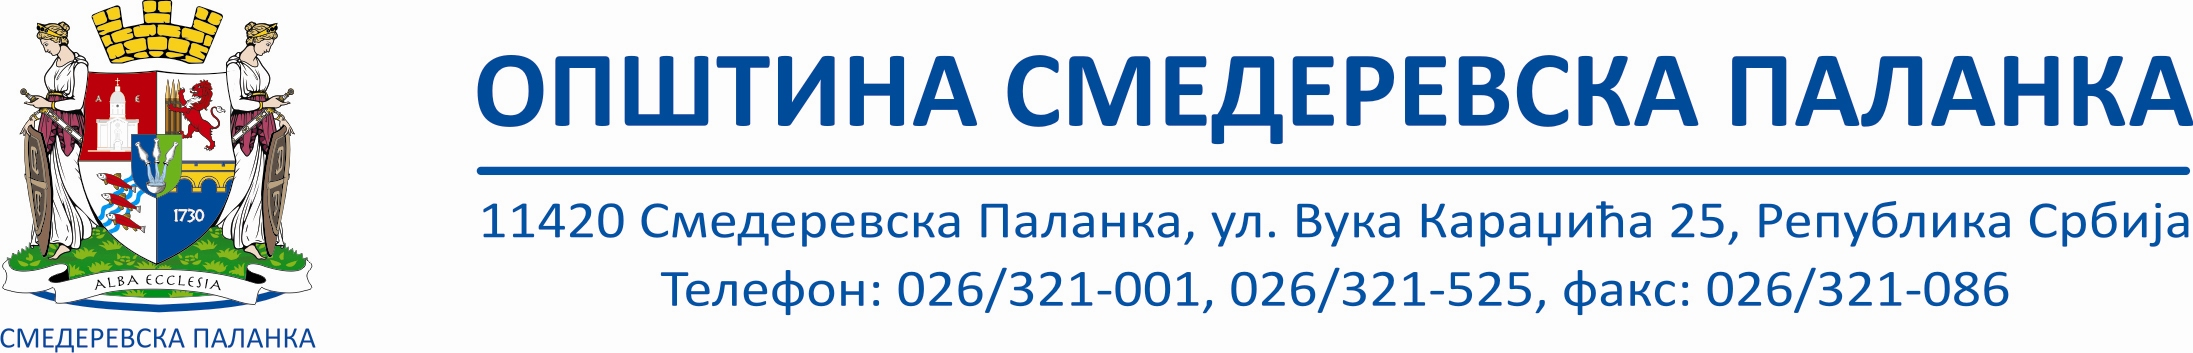 A E
1730
ALBA ECCLESIA
СМЕДЕРЕВСКА ПАЛАНКА
ОПШТИНА СМЕДЕРЕВСКА ПАЛАНКА
11420 Смедеревска Паланка, ул. Вука Караџића 25, Република Србија
Телефон: 026/321-001, 026/321-525, факс: 026/321-086